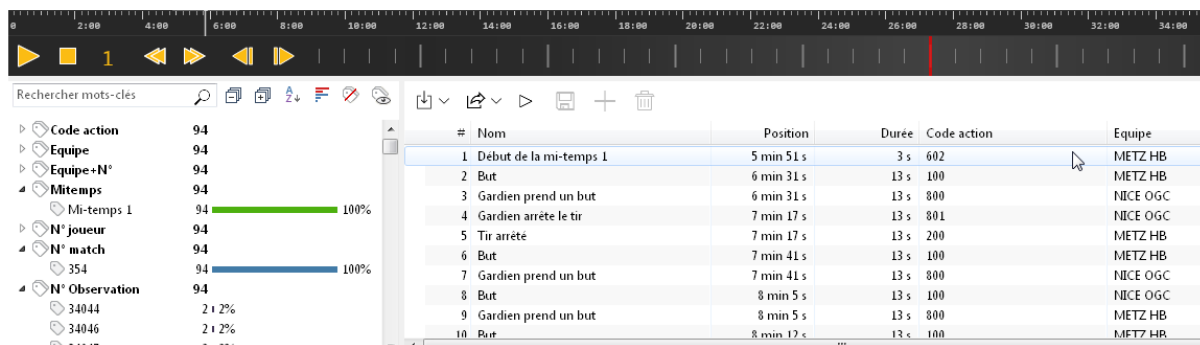 0 2:00 4:00 6:00 8:00 10:00 12:00 14:00 16:00 18:00 20:00 22:00 24:00 26:00 28:00 30:00 32:00 34:00
1
Rechercher mots-clés
Code action 94
Equipe 94
Equipe+N° 94
Mitemps 94
Mi-temps 1 94 100%
N° joueur 94
N° match 94
354 94 100%
N° Observation 94
34044 2 2%
34046 2 2%
# Nom Position Durée Code action Equipe
1 Début de la mi-temps 1 5 min 51 s 3 s 602 METZ HB
2 But 6 min 31 s 13 s 100 METZ HB
3 Gardien prend un but 6 min 31 s 13 s 800 NICE OGC
4 Gardien arrête le tir 7 min 17 s 13 s 801 NICE OGC
5 Tir arrêté 7 min 17 s 13 s 200 METZ HB
6 But 7 min 41 s 13 s 100 METZ HB
7 Gardien prend un but 7 min 41 s 13 s 800 NICE OGC
8 But 8 min 5 s 13 s 100 NICE OGC
9 Gardien prend un but 8 min 5 s 13 s 800 METZ HB
10 But 8 min 12 s 13 s 100 METZ HB